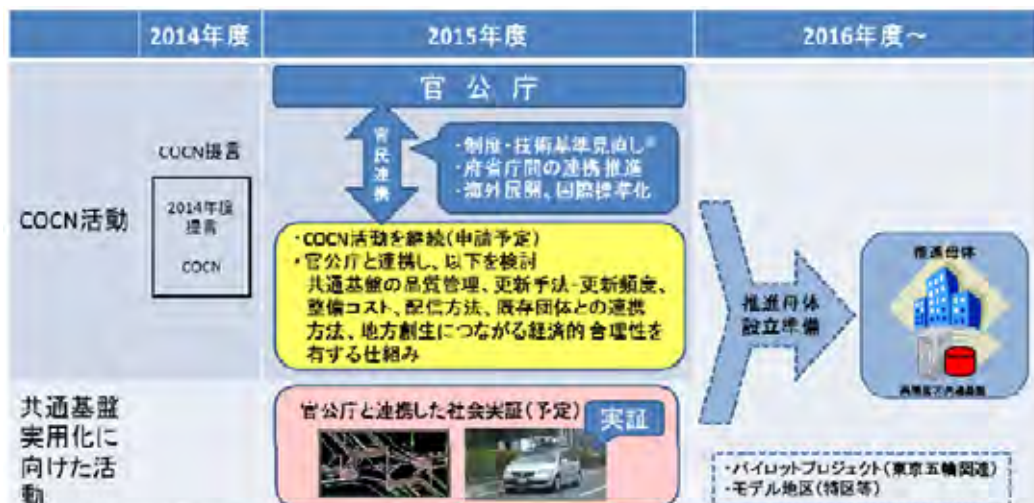 2014年度
2015年度
2016年度～
COCN活動
COCN提言
2014年度
提言
COCN
官公庁
官民連携
・制度・技術基準見直し※
・府省庁間の連携推進
・海外展開、国際標準化
・COCN活動を継続(申請予定)
・官公庁と連携し、以下を検討
共通基盤の品質管理、更新手法・更新頻度、
整備コスト、配信方法、既存団体との連携
方法、地方創生につながる経済的合理性を
有する仕組み
推進母体
設立準備
推進母体
共通基盤
実用化に
向けた活
動
官公庁と連携した社会実証(予定)
実証
・パイロットプロジェクト(東京五輪関連)
・モデル地区(特区等)